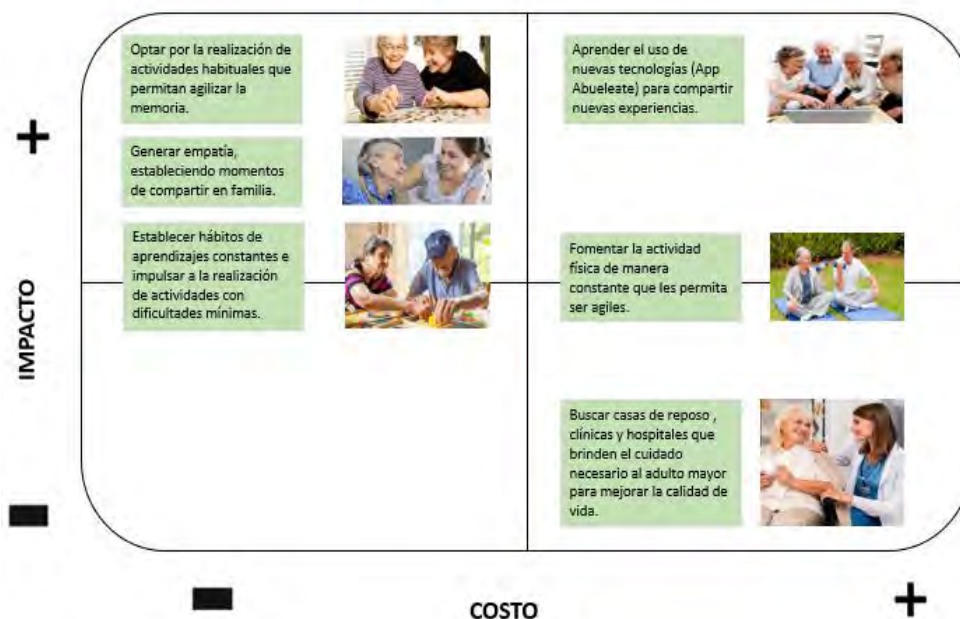 Optar por la realización de
actividades habituales que
permitan agilizar la
memoria.
Generar empatía,
estableciendo momentos
de compartir en familia.
Establecer hábitos de
aprendizajes constantes e
impulsar a la realización
de actividades con
dificultades mínimas.
Aprender el uso de
nuevas tecnologías (App
Abueleate) para compartir
nuevas experiencias.
Fomentar la actividad
física de manera
constante que les permita
ser agiles.
Buscar casas de reposo ,
clínicas y hospitales que
brinden el cuidado
necesario al adulto mayor
para mejorar la calidad de
vida.
+
IMPACTO
-
-
COSTO
+